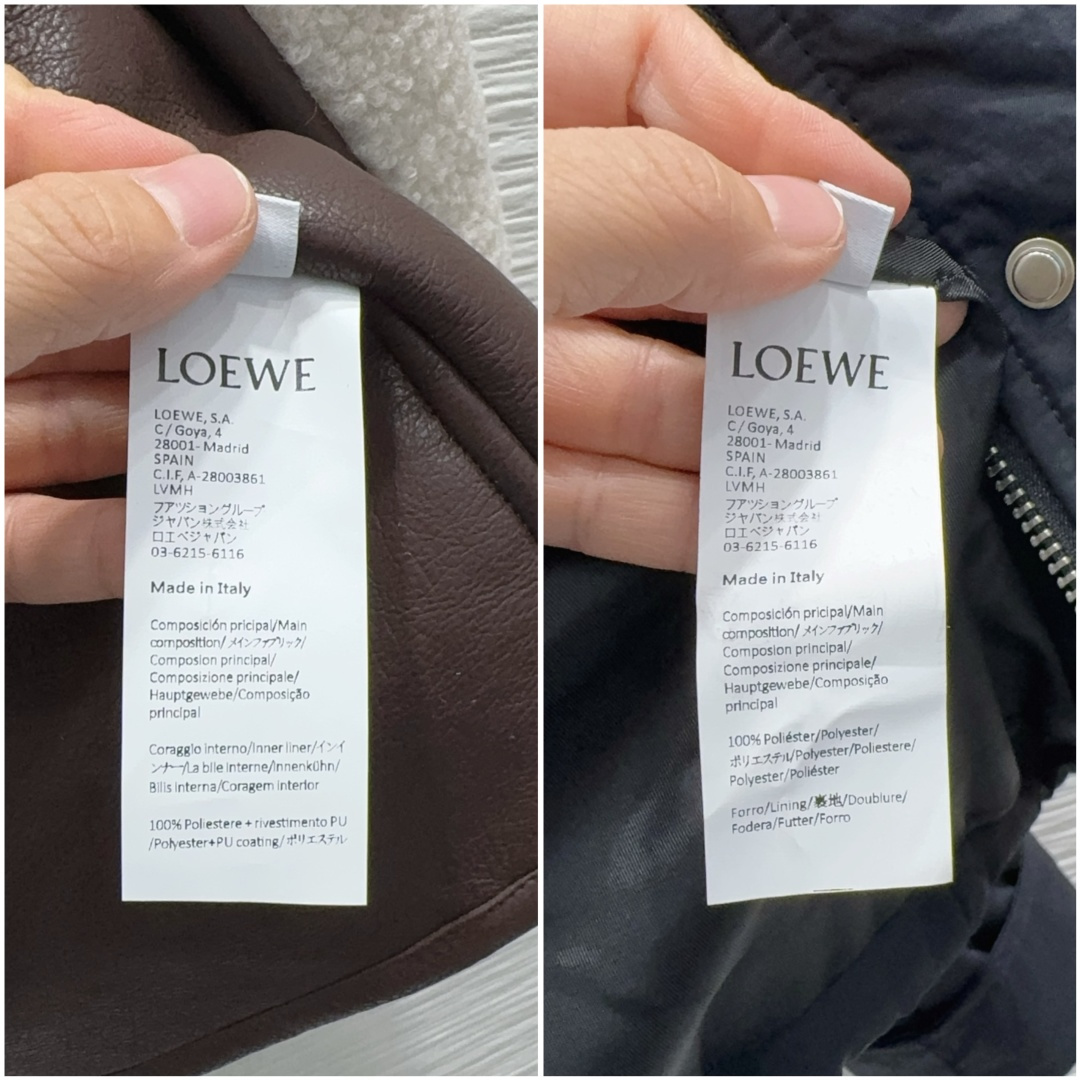 LOEWE
LOEWE, S.A.
C / Goya, 4
28001- Madrid
SPAIN
C.I.F, A-28003861
LVMH
フアツショングループ
ジヤパン株式会社
ロエベジャパン
03-6215-6116
Made in Italy
Composición pricipal/Main
composition/ メインファブリック/
Composion principal/
Composizione principale/
Hauptgewebe/Composição
principal
Coraggio interno/Inner liner/インイ
ンナー/La bile interne/Innenkühn/
Bilis interna/Coragem interior
100% Poliestere + rivestimento PU
/Polyester+PU coating/ポリエステル
LOEWE
LOEWE, S.A.
C / Goya, 4
28001- Madrid
SPAIN
C.I.F, A-28003861
LVMH
フアツショングループ
ジヤパン株式会社
ロエベジャパン
03-6215-6116
Made in Italy
Composición pricipal/Main
composition/ メインファブリック/
Composion principal/
Composizione principale/
Hauptgewebe/Composição
principal
100% Poliéster/Polyester/
ポリエステル/Polyester/Poliestere/
Polyester/Poliéster
Forro/Lining/裏地/Doublure/
Fodera/Futter/Forro